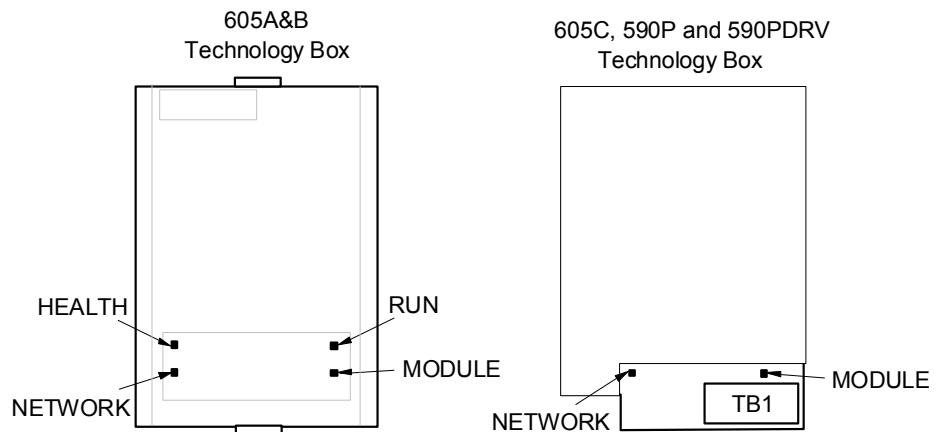 605A&B
Technology Box
605C, 590P and 590PDRV
Technology Box
HEALTH
RUN
NETWORK
MODULE
NETWORK
MODULE
TB1